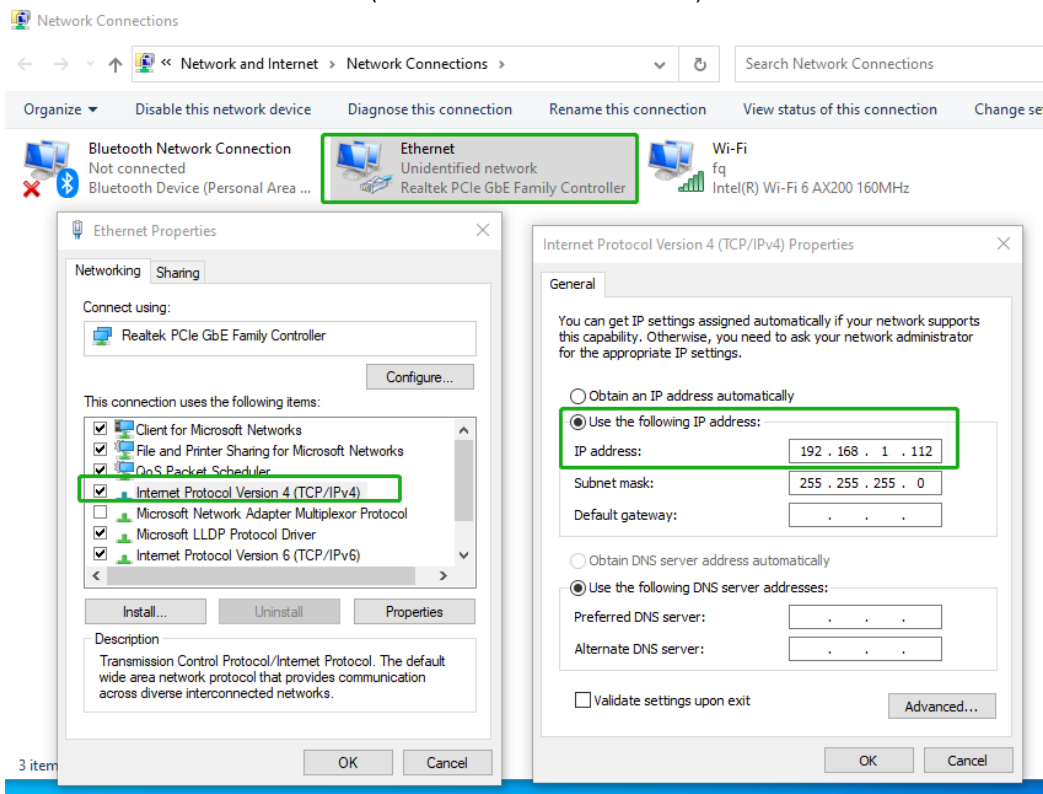 Network Connections
« Network and Internet > Network Connections >
Search Network Connections
Organize ▾ Disable this network device Diagnose this connection Rename this connection View status of this connection Change se
Bluetooth Network Connection
Not connected
Bluetooth Device (Personal Area ...
Ethernet
Unidentified network
Realtek PCIe GbE Family Controller
Wi-Fi
fq
Intel(R) Wi-Fi 6 AX200 160MHz
Ethernet Properties
Networking Sharing
Connect using:
Realtek PCIe GbE Family Controller
Configure...
This connection uses the following items:
Client for Microsoft Networks
File and Printer Sharing for Microsoft Networks
QoS Packet Scheduler
Internet Protocol Version 4 (TCP/IPv4)
Microsoft Network Adapter Multiplexor Protocol
Microsoft LLDP Protocol Driver
Internet Protocol Version 6 (TCP/IPv6)
Install... Uninstall Properties
Description
Transmission Control Protocol/Internet Protocol. The default
wide area network protocol that provides communication
across diverse interconnected networks.
OK Cancel
3 item
Internet Protocol Version 4 (TCP/IPv4) Properties
General
You can get IP settings assigned automatically if your network supports
this capability. Otherwise, you need to ask your network administrator
for the appropriate IP settings.
Obtain an IP address automatically
Use the following IP address:
IP address: 192 . 168 . 1 . 112
Subnet mask: 255 . 255 . 255 . 0
Default gateway: . . .
Obtain DNS server address automatically
Use the following DNS server addresses:
Preferred DNS server: . . .
Alternate DNS server: . . .
Validate settings upon exit
Advanced...
OK Cancel